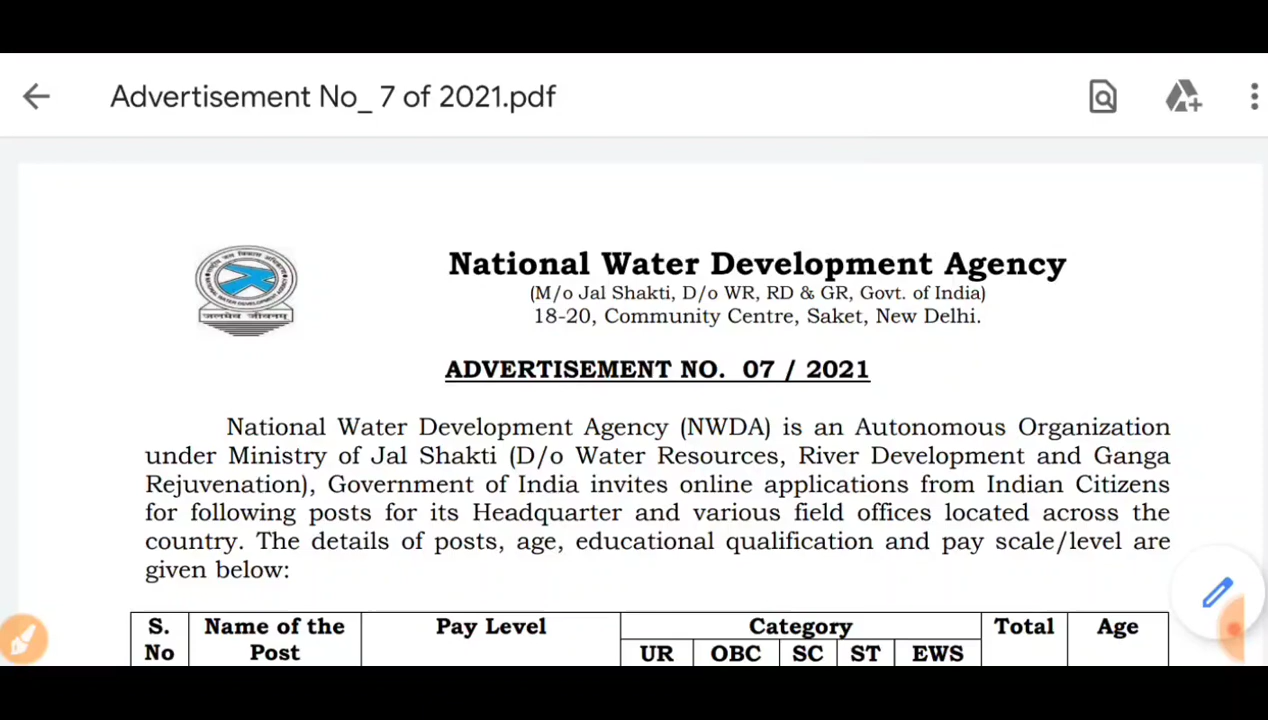 Advertisement No_ 7 of 2021.pdf
जलमेव जीवनम्
National Water Development Agency
(M/o Jal Shakti, D/o WR, RD & GR, Govt. of India)
18-20, Community Centre, Saket, New Delhi.
ADVERTISEMENT NO. 07 / 2021
National Water Development Agency (NWDA) is an Autonomous Organization
under Ministry of Jal Shakti (D/o Water Resources, River Development and Ganga
Rejuvenation), Government of India invites online applications from Indian Citizens
for following posts for its Headquarter and various field offices located across the
country. The details of posts, age, educational qualification and pay scale/level are
given below:
S. Name of the Pay Level Category Total Age
No Post UR OBC SC ST EWS